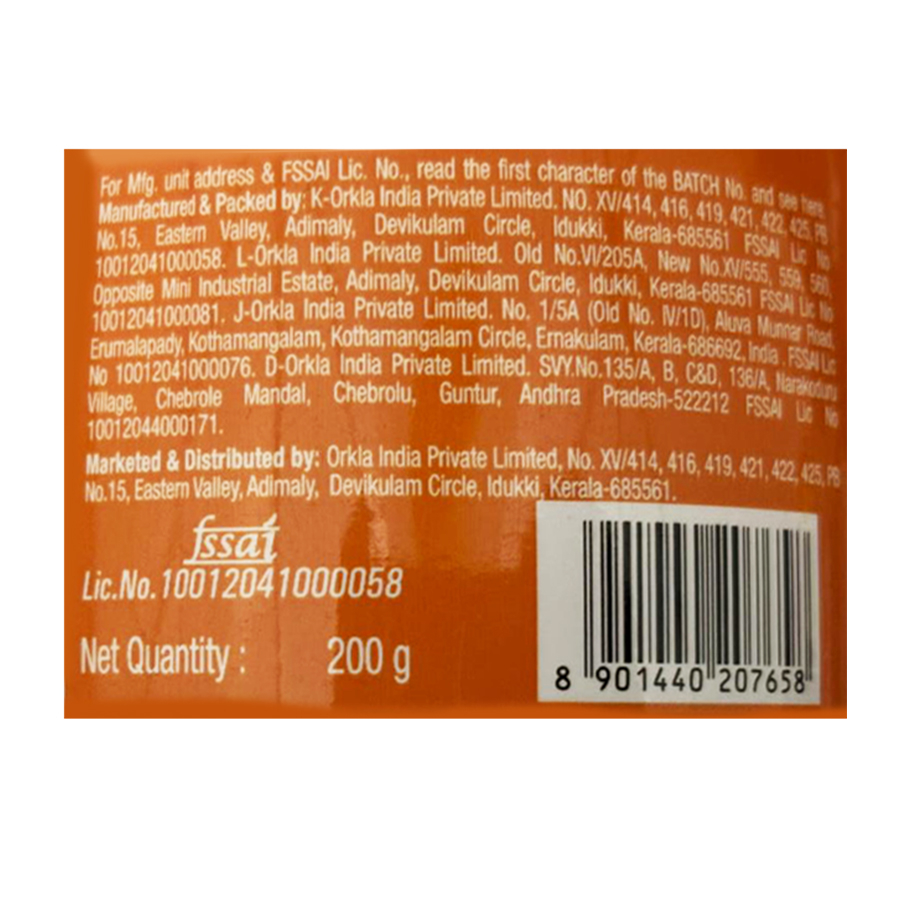 For Mfg. unit address & FSSAI Lic. No., read the first character of the BATCH No. and see here
Manufactured & Packed by: K-Orkla India Private Limited. NO. XV/414, 416, 419, 421, 422, 425, PB
No.15, Eastern Valley, Adimaly, Devikulam Circle, Idukki, Kerala-685561 FSSAI Lic No
10012041000058. L-Orkla India Private Limited. Old No.VI/205A, New No.XV/555, 559, 560,
Opposite Mini Industrial Estate, Adimaly, Devikulam Circle, Idukki, Kerala-685561 FSSAI Lic No
10012041000081. J-Orkla India Private Limited. No. 1/5A (Old No. IV/1D), Aluva Munnar Road,
Erumalapady, Kothamangalam, Kothamangalam Circle, Ernakulam, Kerala-686692, India. FSSAI Lic
No 10012041000076. D-Orkla India Private Limited. SVY.No.135/A, B, C&D, 136/A, Narakoduru
Village, Chebrole Mandal, Chebrolu, Guntur, Andhra Pradesh-522212 FSSAI Lic No
10012044000171.
Marketed & Distributed by: Orkla India Private Limited, No. XV/414, 416, 419, 421, 422, 425, PB
No.15, Eastern Valley, Adimaly, Devikulam Circle, Idukki, Kerala-685561.
fssai
Lic.No.10012041000058
Net Quantity : 200 g
8 901440 207658